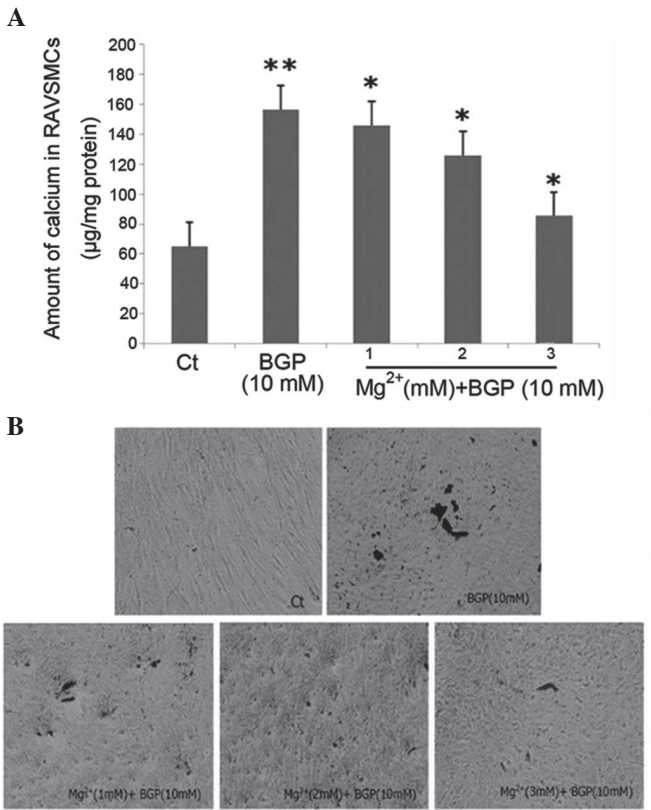 A
Amount of calcium in RAVSMCs
(µg/mg protein)
200
180
160
140
120
100
80
60
40
20
0
**
*
*
*
Ct
BGP
(10 mM)
1
2
3
Mg²⁺(mM)+BGP (10 mM)
B
Ct
BGP(10mM)
Mg²⁺(1mM)+ BGP(10mM)
Mg²⁺(2mM)+ BGP(10mM)
Mg²⁺(3mM)+ BGP(10mM)